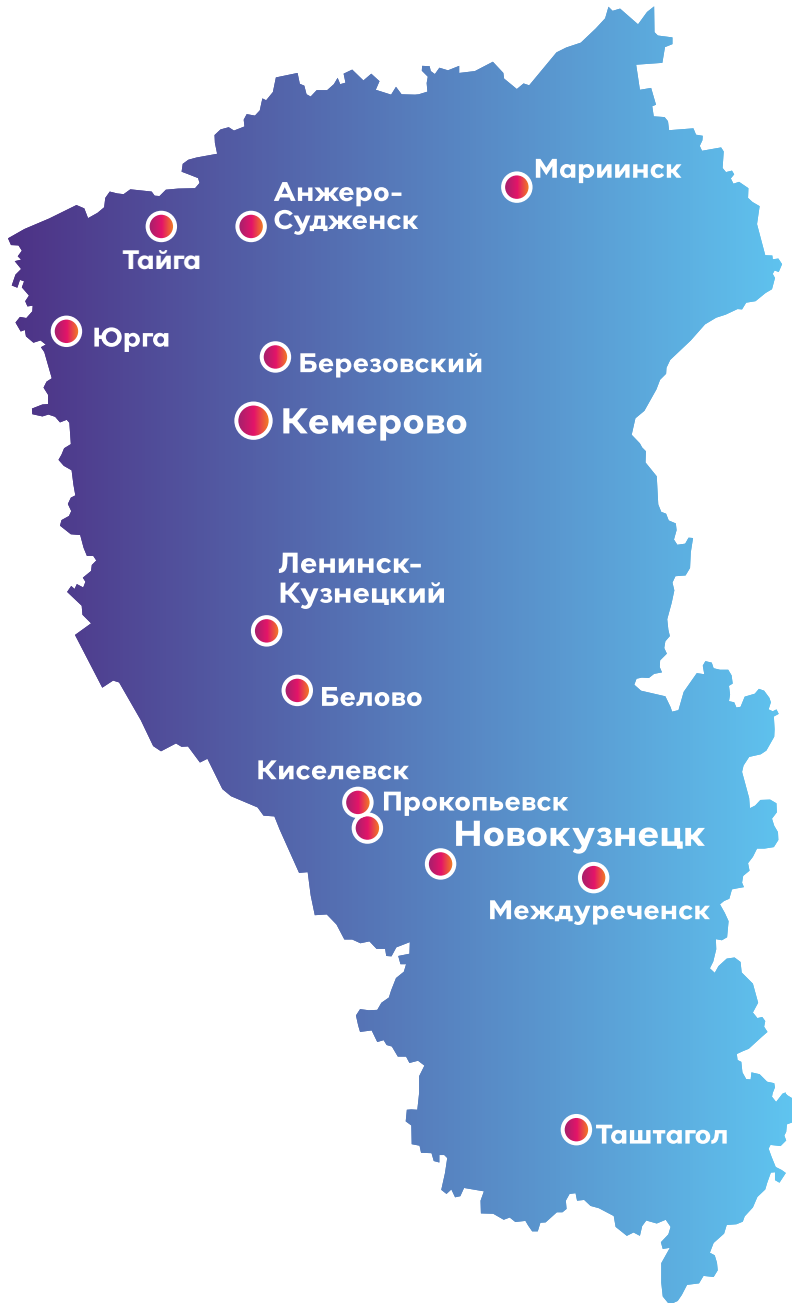 Мариинск
Анжеро-
Судженск
Тайга
Юрга
Березовский
Кемерово
Ленинск-
Кузнецкий
Белово
Киселевск
Прокопьевск
Новокузнецк
Междуреченск
Таштагол